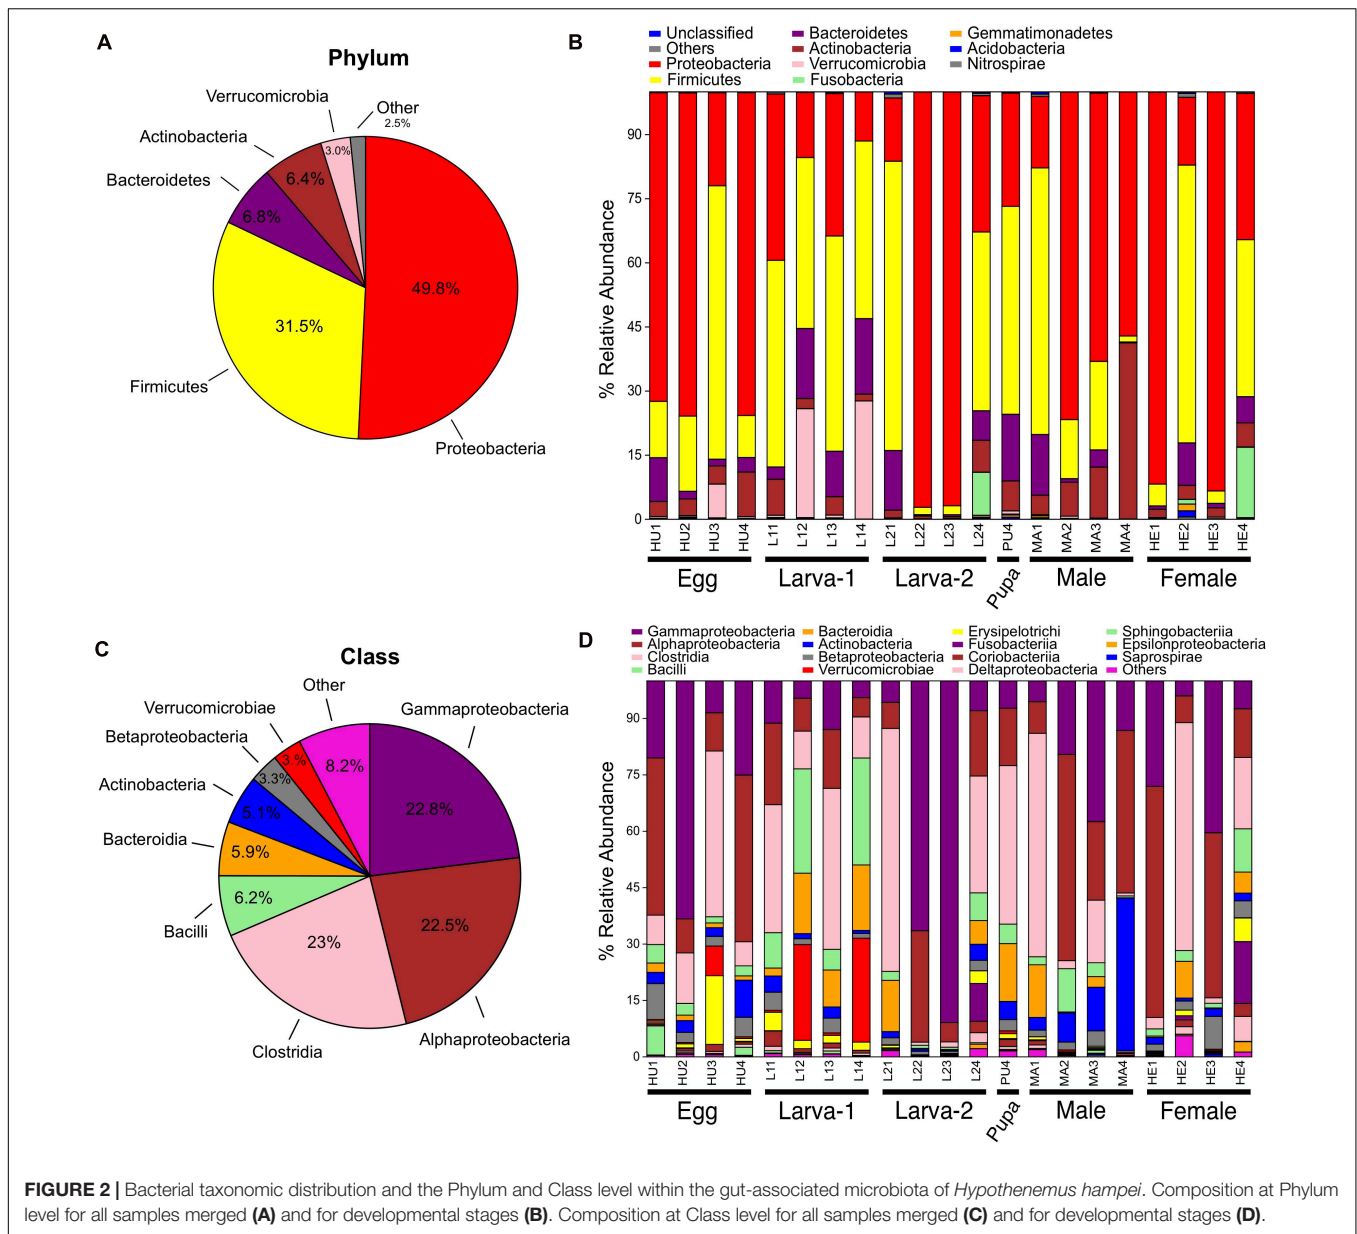 A
Phylum
Verrucomicrobia
Other
2.5%
3.0%
Actinobacteria
6.4%
Bacteroidetes
6.8%
49.8%
31.5%
Firmicutes
Proteobacteria
B
Unclassified Bacteroidetes Gemmatimonadetes
Others Actinobacteria Acidobacteria
Proteobacteria Verrucomicrobia Nitrospirae
Firmicutes Fusobacteria
% Relative Abundance
90
75
60
45
30
15
0
HU1 HU2 HU3 HU4 L11 L12 L13 L14 L21 L22 L23 L24 PU4 MA1 MA2 MA3 MA4 HE1 HE2 HE3 HE4
Egg Larva-1 Larva-2 Pupa Male Female
C
Class
Other
Verrucomicrobiae
Gammaproteobacteria
Betaproteobacteria
3.%
8.2%
3.3%
Actinobacteria
5.1%
22.8%
Bacteroidia
5.9%
6.2%
Bacilli
22.5%
23%
Clostridia
Alphaproteobacteria
D
Gammaproteobacteria Bacteroidia Erysipelotrichi Sphingobacteriia
Alphaproteobacteria Actinobacteria Fusobacteriia Epsilonproteobacteria
Clostridia Betaproteobacteria Coriobacteriia Saprospirae
Bacilli Verrucomicrobiae Deltaproteobacteria Others
% Relative Abundance
90
75
60
45
30
15
0
HU1 HU2 HU3 HU4 L11 L12 L13 L14 L21 L22 L23 L24 PU4 MA1 MA2 MA3 MA4 HE1 HE2 HE3 HE4
Egg Larva-1 Larva-2 Pupa Male Female
FIGURE 2 | Bacterial taxonomic distribution and the Phylum and Class level within the gut-associated microbiota of Hypothenemus hampei. Composition at Phylum
level for all samples merged (A) and for developmental stages (B). Composition at Class level for all samples merged (C) and for developmental stages (D).